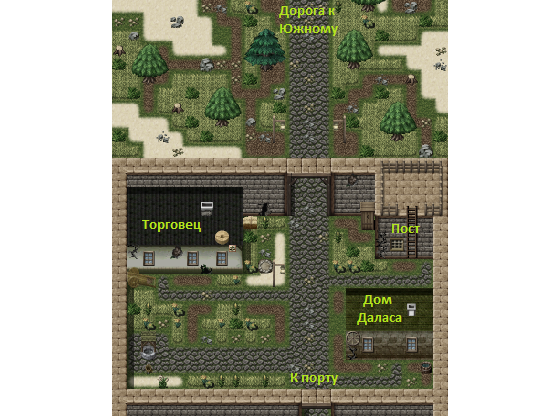 Дорога к
Южному
Торговец
Пост
Дом
Даласа
К порту